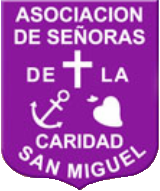 ASOCIACION
DE SEÑORAS
DE LA
CARIDAD
SAN MIGUEL